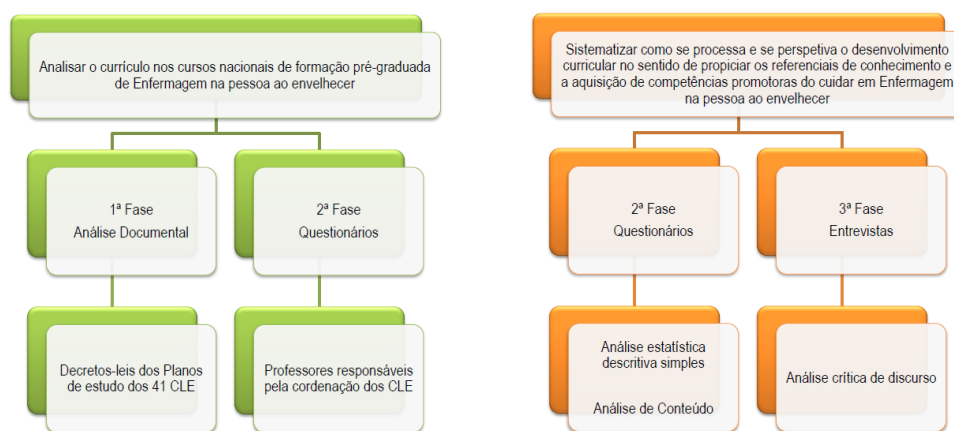 Analisar o currículo nos cursos nacionais de formação pré-graduada
de Enfermagem na pessoa ao envelhecer
1ª Fase
Análise Documental
2ª Fase
Questionários
Decretos-leis dos Planos
de estudo dos 41 CLE
Professores responsáveis
pela cordenação dos CLE
Sistematizar como se processa e se perspetiva o desenvolvimento
curricular no sentido de propiciar os referenciais de conhecimento e
a aquisição de competências promotoras do cuidar em Enfermagem
na pessoa ao envelhecer
2ª Fase
Questionários
3ª Fase
Entrevistas
Análise estatística
descritiva simples
Análise de Conteúdo
Análise crítica de discurso